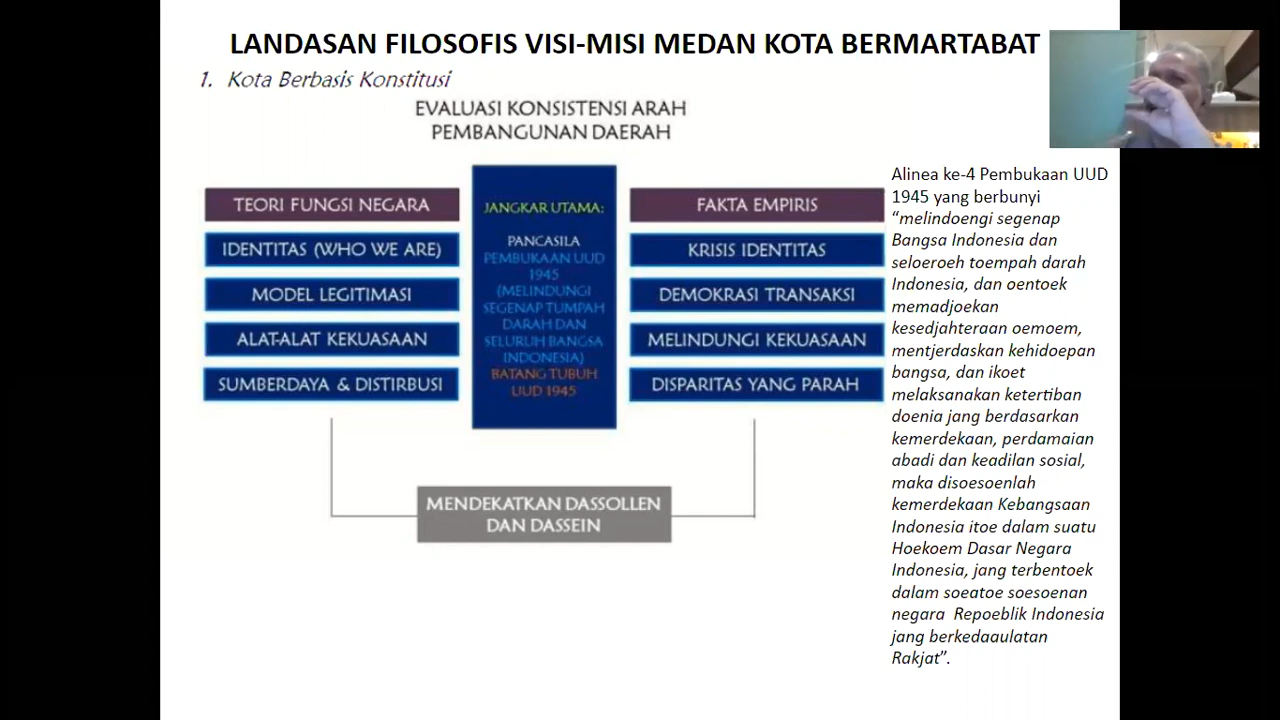 LANDASAN FILOSOFIS VISI-MISI MEDAN KOTA BERMARTABAT
1. Kota Berbasis Konstitusi
EVALUASI KONSISTENSI ARAH
PEMBANGUNAN DAERAH
TEORI FUNGSI NEGARA
IDENTITAS (WHO WE ARE)
MODEL LEGITIMASI
ALAT-ALAT KEKUASAAN
SUMBERDAYA & DISTIRBUSI
JANGKAR UTAMA:
PANCASILA
PEMBUKAAN UUD
1945
(MELINDUNGI
SEGENAP TUMPAH
DARAH DAN
SELURUH BANGSA
INDONESIA)
BATANG TUBUH
UUD 1945
FAKTA EMPIRIS
KRISIS IDENTITAS
DEMOKRASI TRANSAKSI
MELINDUNGI KEKUASAAN
DISPARITAS YANG PARAH
MENDEKATKAN DASSOLLEN
DAN DASSEIN
Alinea ke-4 Pembukaan UUD
1945 yang berbunyi
“melindoengi segenap
Bangsa Indonesia dan
seloeroeh toempah darah
Indonesia, dan oentoek
memadjoekan
kesedjahteraan oemoem,
mentjerdaskan kehidoepan
bangsa, dan ikoet
melaksanakan ketertiban
doenia jang berdasarkan
kemerdekaan, perdamaian
abadi dan keadilan sosial,
maka disoesoenlah
kemerdekaan Kebangsaan
Indonesia itoe dalam suatu
Hoekoem Dasar Negara
Indonesia, jang terbentoek
dalam soeatoe soesoenan
negara Repoeblik Indonesia
jang berkedaaulatan
Rakjat”.